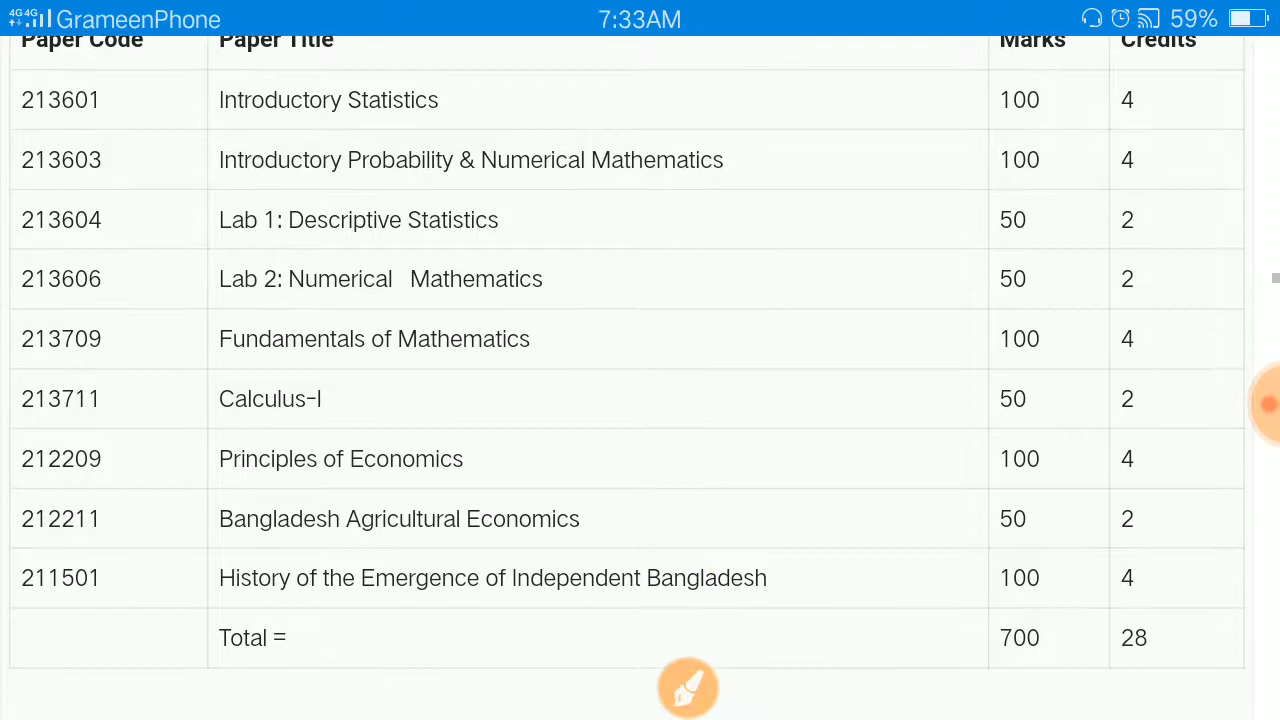 4G 4G GrameenPhone 7:33AM 59%
Paper Code Paper Title Marks Credits
213601 Introductory Statistics 100 4
213603 Introductory Probability & Numerical Mathematics 100 4
213604 Lab 1: Descriptive Statistics 50 2
213606 Lab 2: Numerical Mathematics 50 2
213709 Fundamentals of Mathematics 100 4
213711 Calculus-I 50 2
212209 Principles of Economics 100 4
212211 Bangladesh Agricultural Economics 50 2
211501 History of the Emergence of Independent Bangladesh 100 4
Total = 700 28